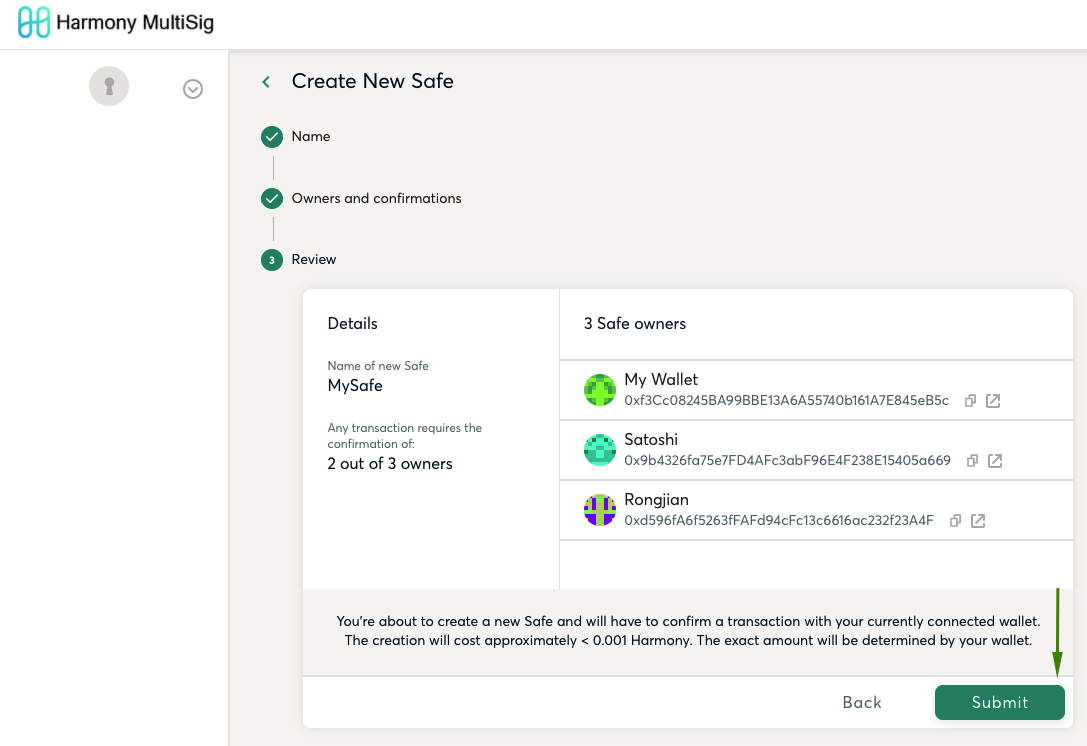 Harmony MultiSig
Create New Safe
Name
Owners and confirmations
3
Review
Details
Name of new Safe
MySafe
Any transaction requires the
confirmation of:
2 out of 3 owners
3 Safe owners
My Wallet
0xf3Cc08245BA99BBE13A6A55740b161A7E845eB5c
Satoshi
0x9b4326fa75e7FD4AFc3abF96E4F238E15405a669
Rongjian
0xd596fA6f5263fFAFd94cFc13c6616ac232f23A4F
You're about to create a new Safe and will have to confirm a transaction with your currently connected wallet.
The creation will cost approximately < 0.001 Harmony. The exact amount will be determined by your wallet.
Back
Submit